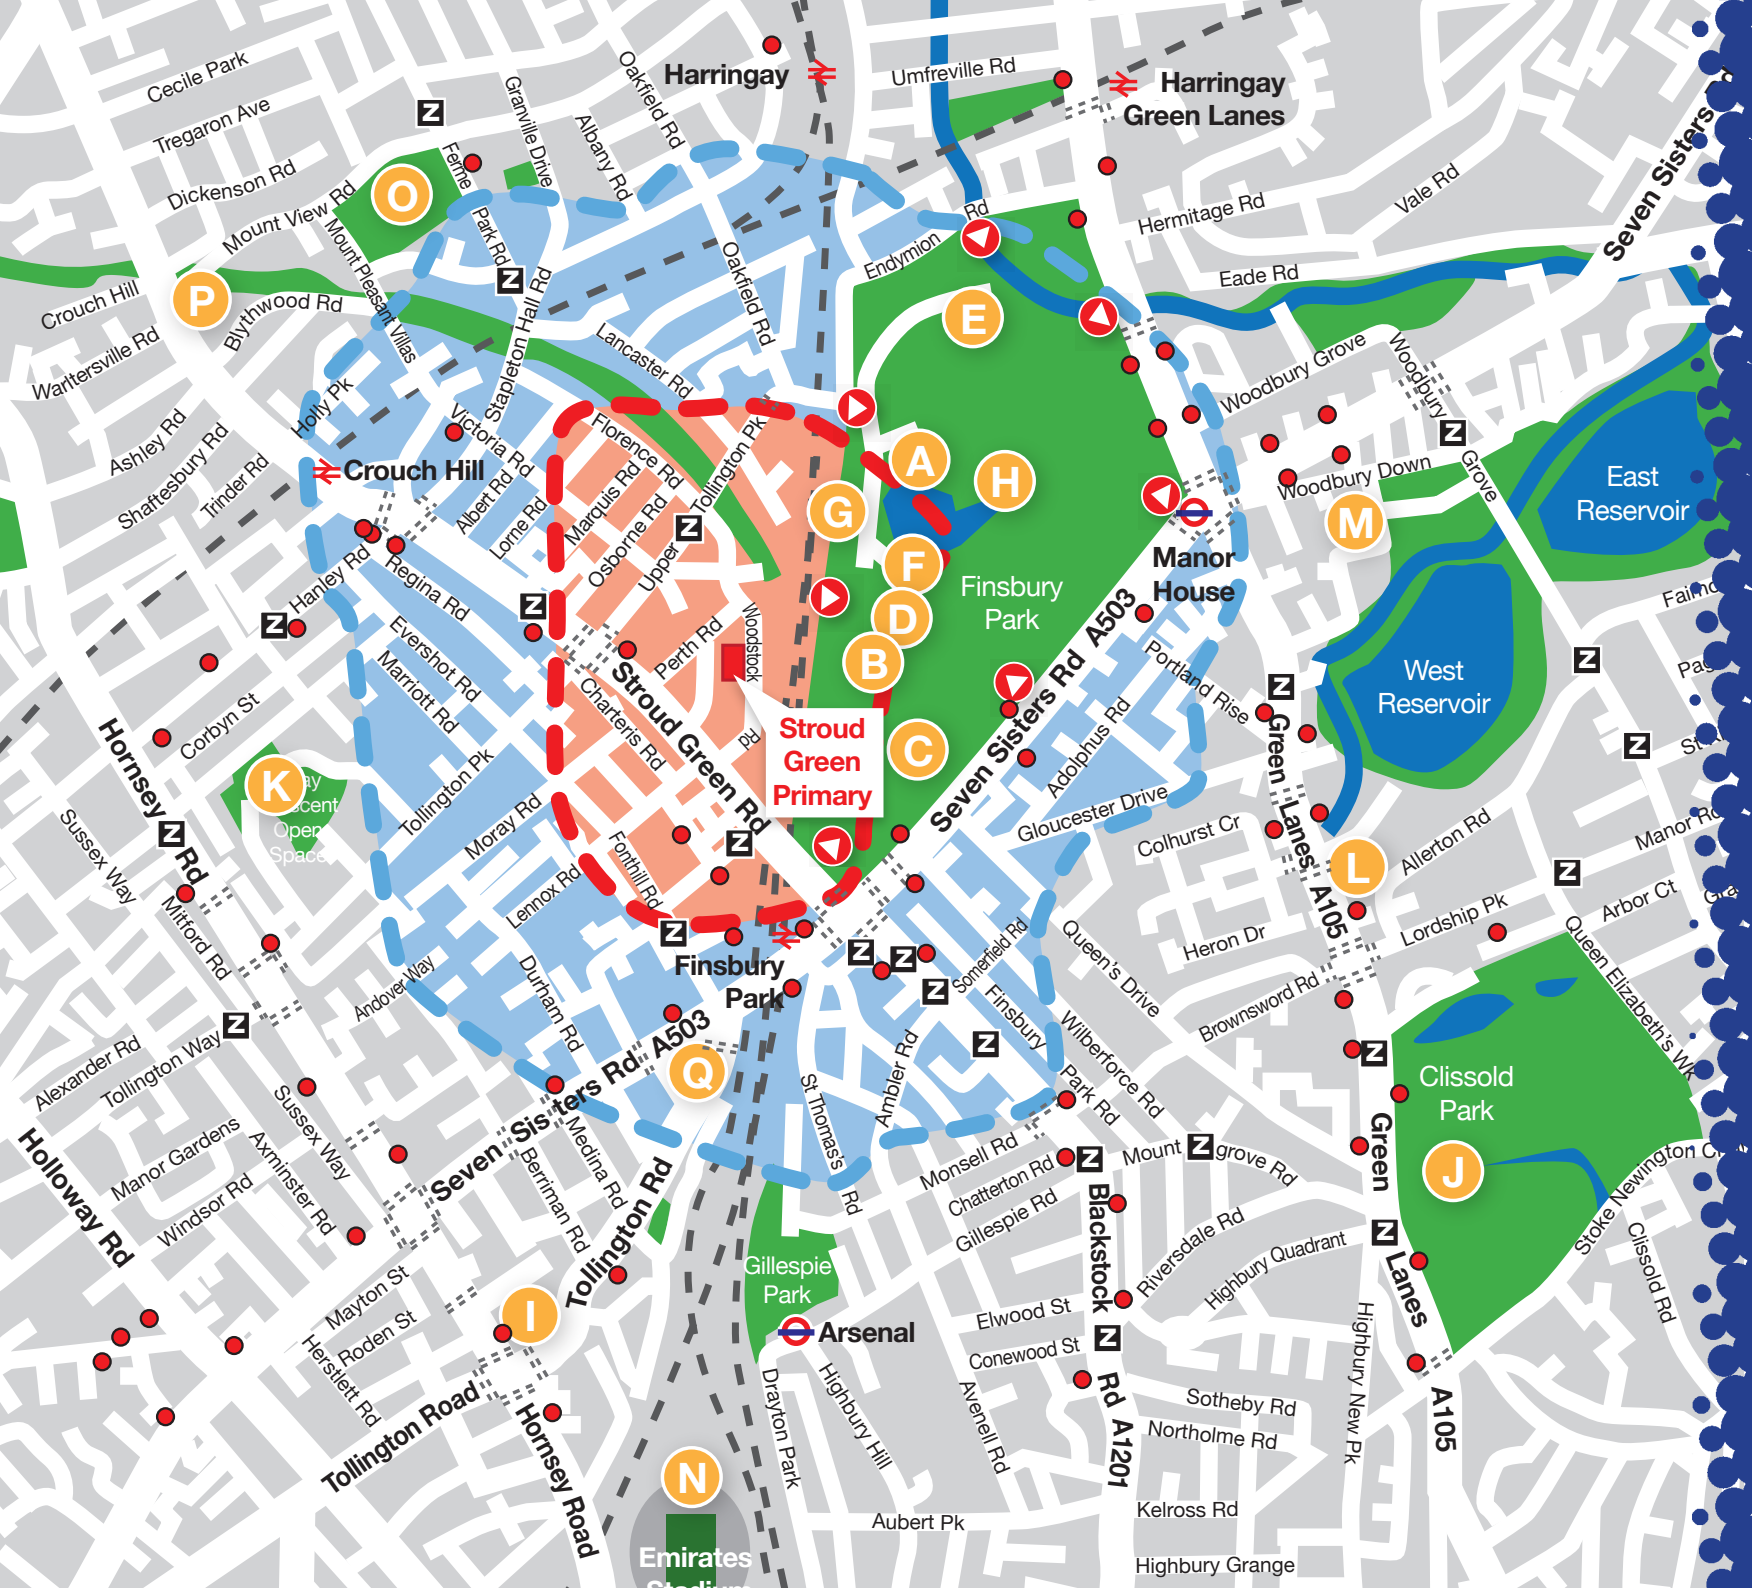 Cecile Park
Tregaron Ave
Dickenson Rd
Mount View Rd
Granville Drive
Albany Rd
Oakfield Rd
Harringay
Umfreville Rd
Harringay
Green Lanes
Z
Ferme
Park Rd
O
Mount Pleasant Villas
P
Crouch Hill
Blythwood Rd
Warltersville Rd
Z
Stapleton Hall Rd
Oakfield Rd
Lancaster Rd
Endymion
Rd
Hermitage Rd
Vale Rd
Seven Sisters Rd
Eade Rd
E
Woodbury Grove
Woodbury
Z
Grove
Woodbury Down
Holly Pk
Ashley Rd
Shaftesbury Rd
Trinder Rd
Crouch Hill
Victoria Rd
Albert Rd
Lorne Rd
Florence Rd
Marquis Rd
Osborne Rd
Upper
Z
Tollington Pk
A
H
G
F
D
B
C
Finsbury
Park
Manor
House
M
East
Reservoir
West
Reservoir
Hanley Rd
Z
Regina Rd
Evershot Rd
Marriott Rd
Z
Perth Rd
Woodstock
Rd
Stroud
Green
Primary
Stroud Green Rd
Charteris Rd
Seven Sisters Rd A503
Portland Rise
Adolphus Rd
Gloucester Drive
Z
Green
Lanes
A105
Z
Z
Colhurst Cr
L
Allerton Rd
Manor Rd
Z
Arbor Ct
Lordship Pk
Heron Dr
Queen's Drive
Brownsword Rd
Queen Elizabeth's Wk
Corbyn St
Hornsey
Z
Rd
K
Open
Space
Tollington Pk
Moray Rd
Lennox Rd
Fonthill Rd
Z
Z
Finsbury
Park
Z
Z
Z
Somerfield Rd
Finsbury
Park Rd
Z
Wilberforce Rd
Sussex Way
Mitford Rd
Andover Way
Durham Rd
Z
Alexander Rd
Tollington Way
Sussex Way
Manor Gardens
Axminster Rd
Windsor Rd
Holloway Rd
Seven Sisters Rd A503
Q
St Thomas's
Rd
Ambler Rd
Medina Rd
Berriman Rd
Tollington Rd
Monsell Rd
Chatterton Rd
Gillespie Rd
Z
Mount
Z
grove Rd
Blackstock
Z
Rd A1201
Riversdale Rd
Highbury Quadrant
Z
Clissold
Park
J
Green
Z
Lanes
A105
Clissold Rd
Gillespie
Park
Arsenal
Elwood St
Conewood St
Mayton St
Roden St
Herstlett Rd
I
Tollington Road
Hornsey Road
Drayton Park
Highbury Hill
Avenell Rd
Sotheby Rd
Northolme Rd
Highbury New Pk
N
Emirates
Aubert Pk
Kelross Rd
Highbury Grange